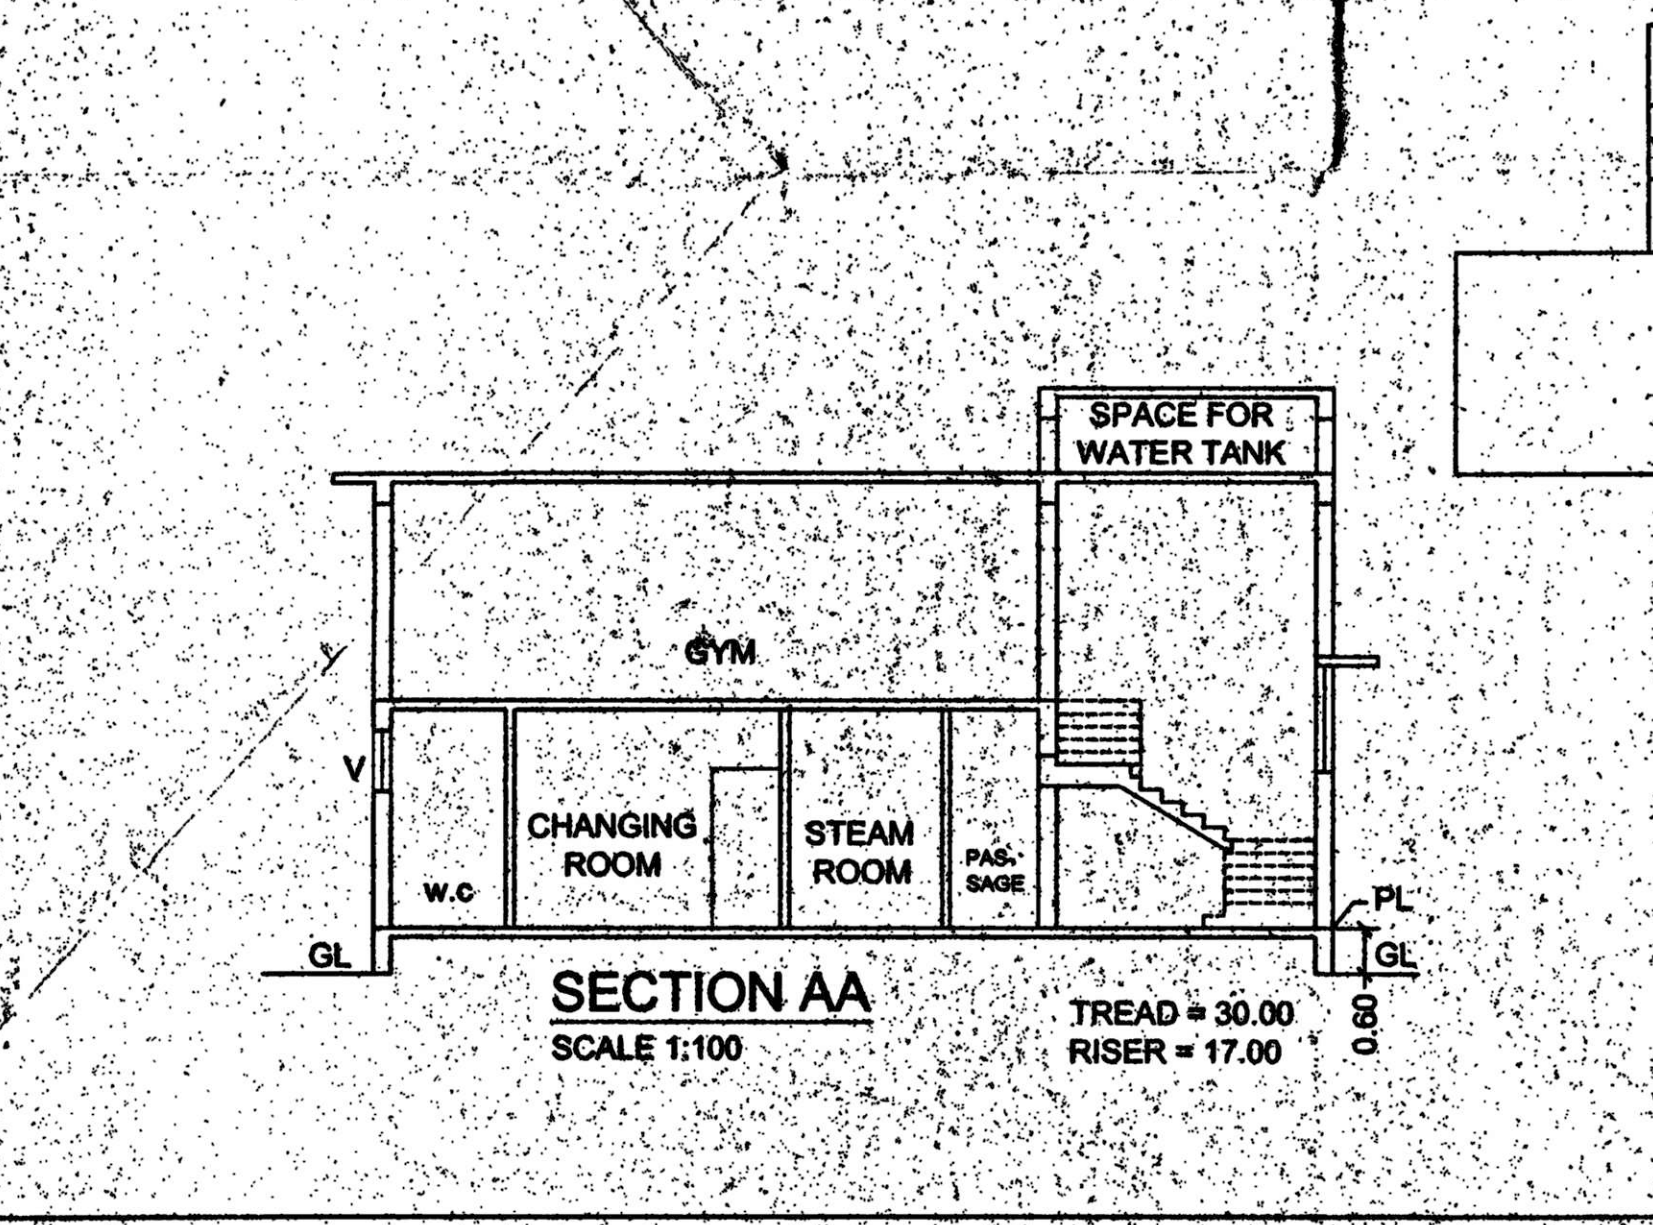 SPACE FOR
WATER TANK
GYM
V
CHANGING
ROOM
STEAM
ROOM
PAS-
SAGE
W.C
PL
GL
GL
SECTION AA
SCALE 1:100
TREAD = 30.00
RISER = 17.00
0.60